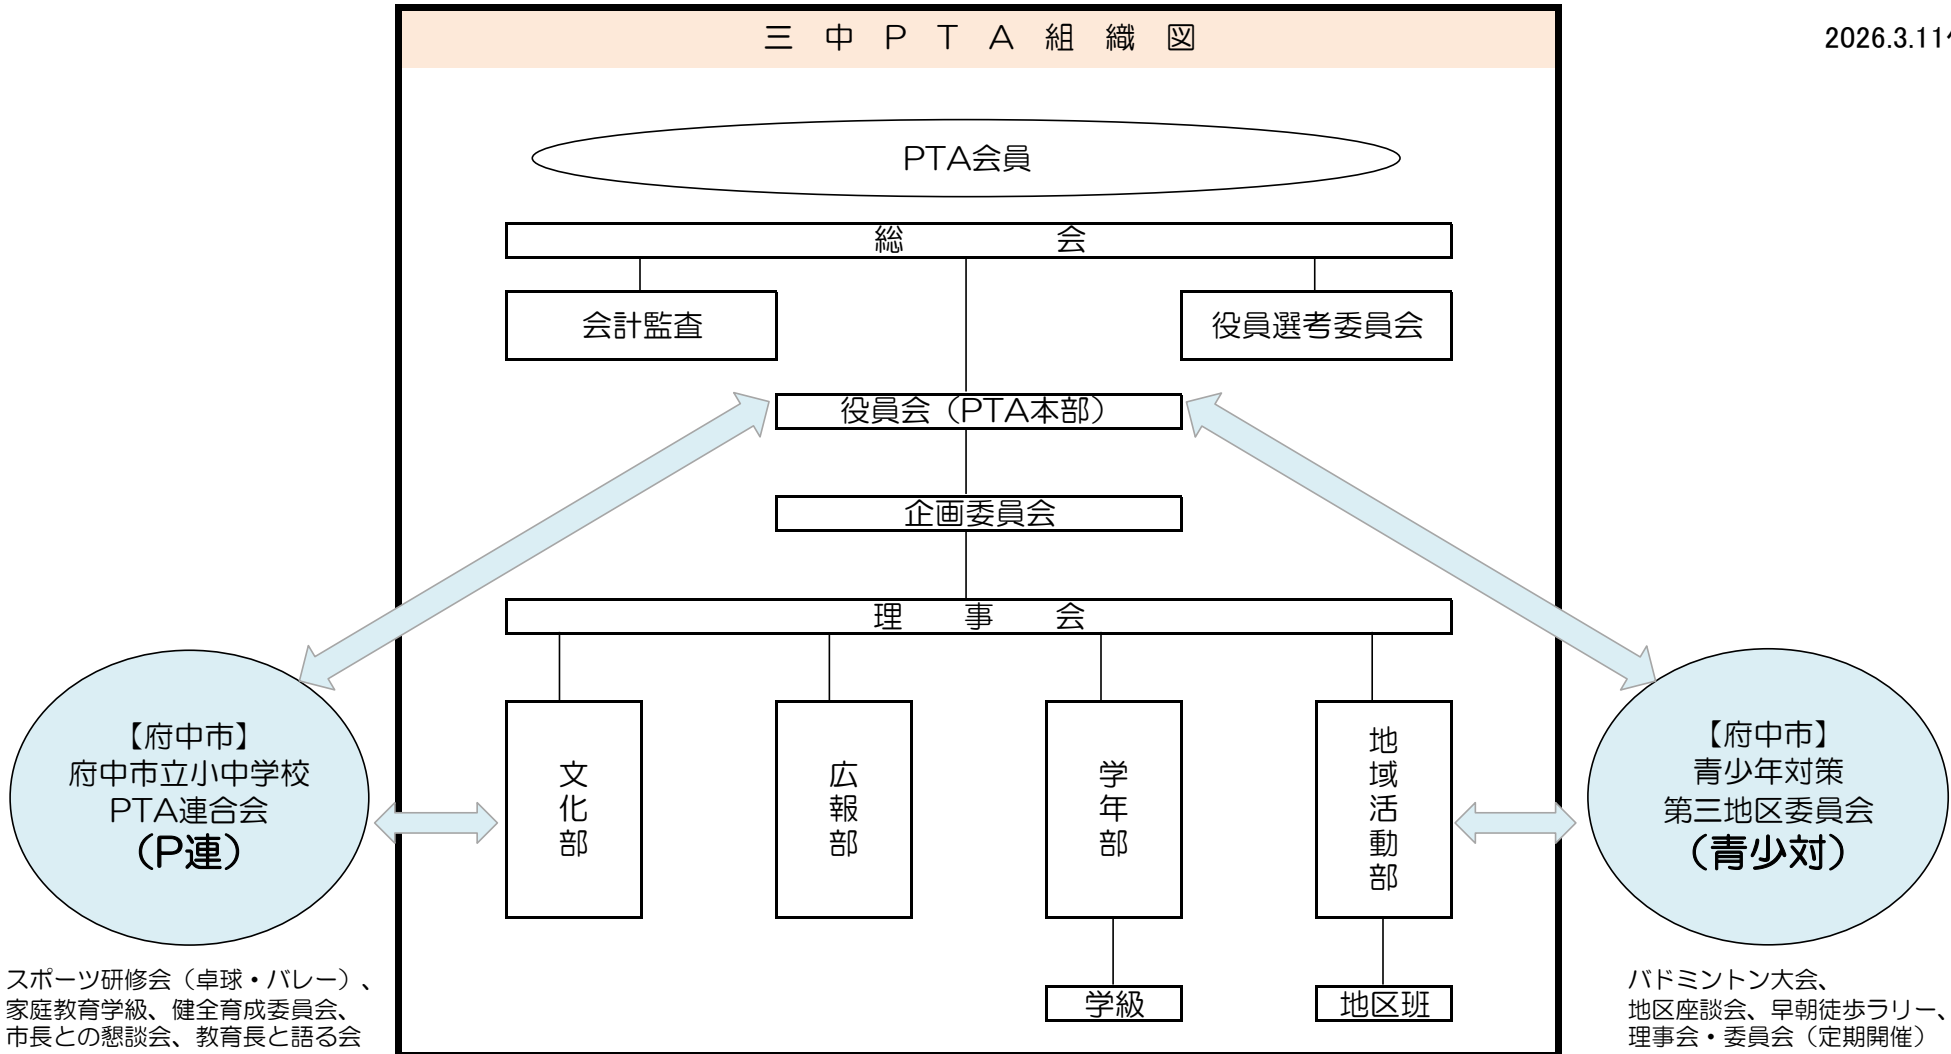 三中PTA組織図
2026.3.11
PTA会員
総会
会計監査
役員選考委員会
役員会（PTA本部）
企画委員会
理事会
文化部
広報部
学年部
地域活動部
学級
地区班
【府中市】
府中市立小中学校
PTA連合会
（P連）
スポーツ研修会（卓球・バレー）、
家庭教育学級、健全育成委員会、
市長との懇談会、教育長と語る会
【府中市】
青少年対策
第三地区委員会
（青少対）
バドミントン大会、
地区座談会、早朝徒歩ラリー、
理事会・委員会（定期開催）